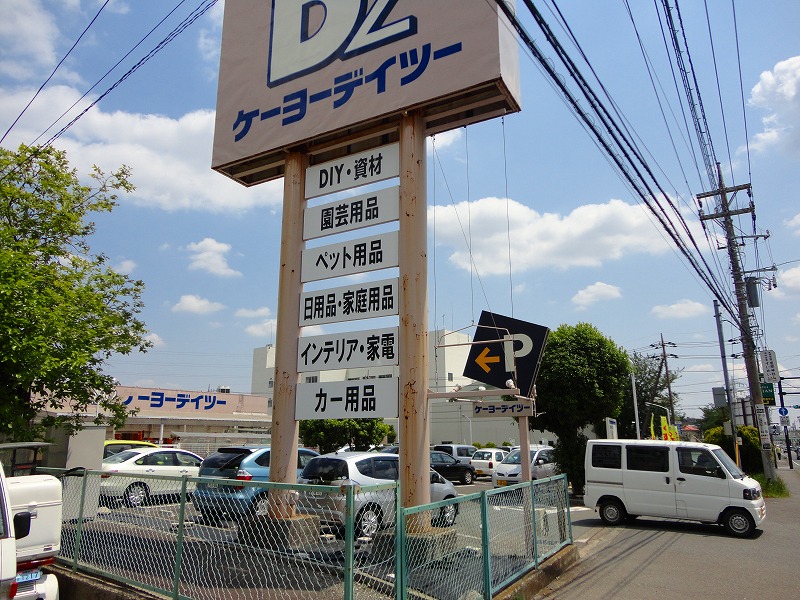 D2
ケーヨーデイツー
DIY・資材
園芸用品
ペット用品
日用品・家庭用品
インテリア・家電
カー用品
P
ケーヨーデイツー
ケーヨーデイツー